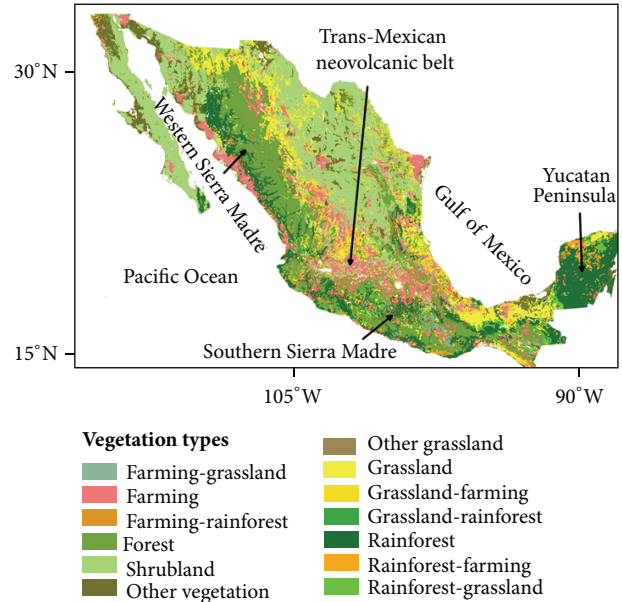 Trans-Mexican
neovolcanic belt
30°N
Western Sierra Madre
Gulf of Mexico
Yucatan
Peninsula
Pacific Ocean
Southern Sierra Madre
15°N
105°W
90°W
Vegetation types
Farming-grassland
Farming
Farming-rainforest
Forest
Shrubland
Other vegetation
Other grassland
Grassland
Grassland-farming
Grassland-rainforest
Rainforest
Rainforest-farming
Rainforest-grassland